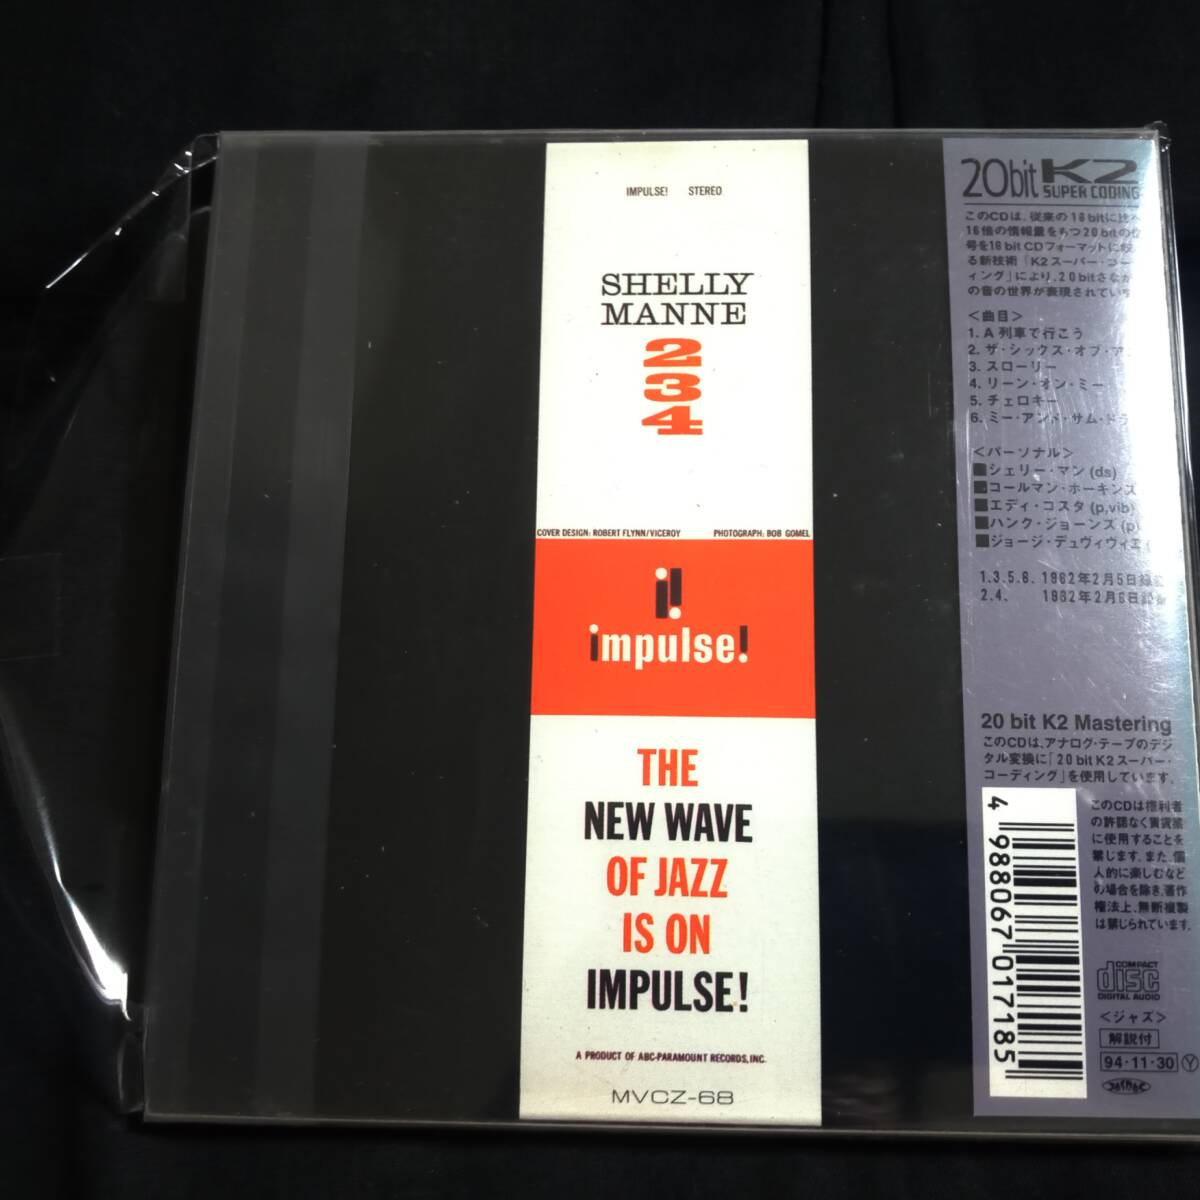 IMPULSE! STEREO
SHELLY
MANNE
2
3
4
COVER DESIGN: ROBERT FLYNN/VICEROY PHOTOGRAPH: BOB GOMEL
impulse!
THE
NEW WAVE
OF JAZZ
IS ON
IMPULSE!
A PRODUCT OF ABC-PARAMOUNT RECORDS, INC.
MVCZ-68
20bit K2
SUPER CODING
このCDは、従来の16bitに比べ
16倍の情報量をもつ20bitの
号を16bit CDフォーマットに
る新技術「K2スーパー・コー
ィング」により、20bitさなが
の音の世界が表現されています
<曲目>
1. A列車で行こう
2. ザ・シックス・オブ・ア
3. スローリー
4. リーン・オン・ミー
5. チェロキー
6. ミー・アンド・サム・ドラ
<パーソナル>
■シェリー・マン(ds)
■コールマン・ホーキンス
■エディ・コスタ(p,vib)
■ハンク・ジョーンズ(p)
■ジョージ・デュヴィヴィエ
1.3.5.6. 1962年2月5日録
2.4. 1962年2月8日録
20 bit K2 Mastering
このCDは、アナログ・テープのデジ
タル変換に「20bit K2スーパー・
コーディング」を使用しています。
このCDは権利者
の許諾なく賃貸業
に使用することを
禁じます。また、個
人的に楽しむなど
の場合を除き、著作
権法上、無断複製
は禁じられています。
4 988067 017185
COMPACT
disc
DIGITAL AUDIO
<ジャズ>
解説付
94・11・30 Y